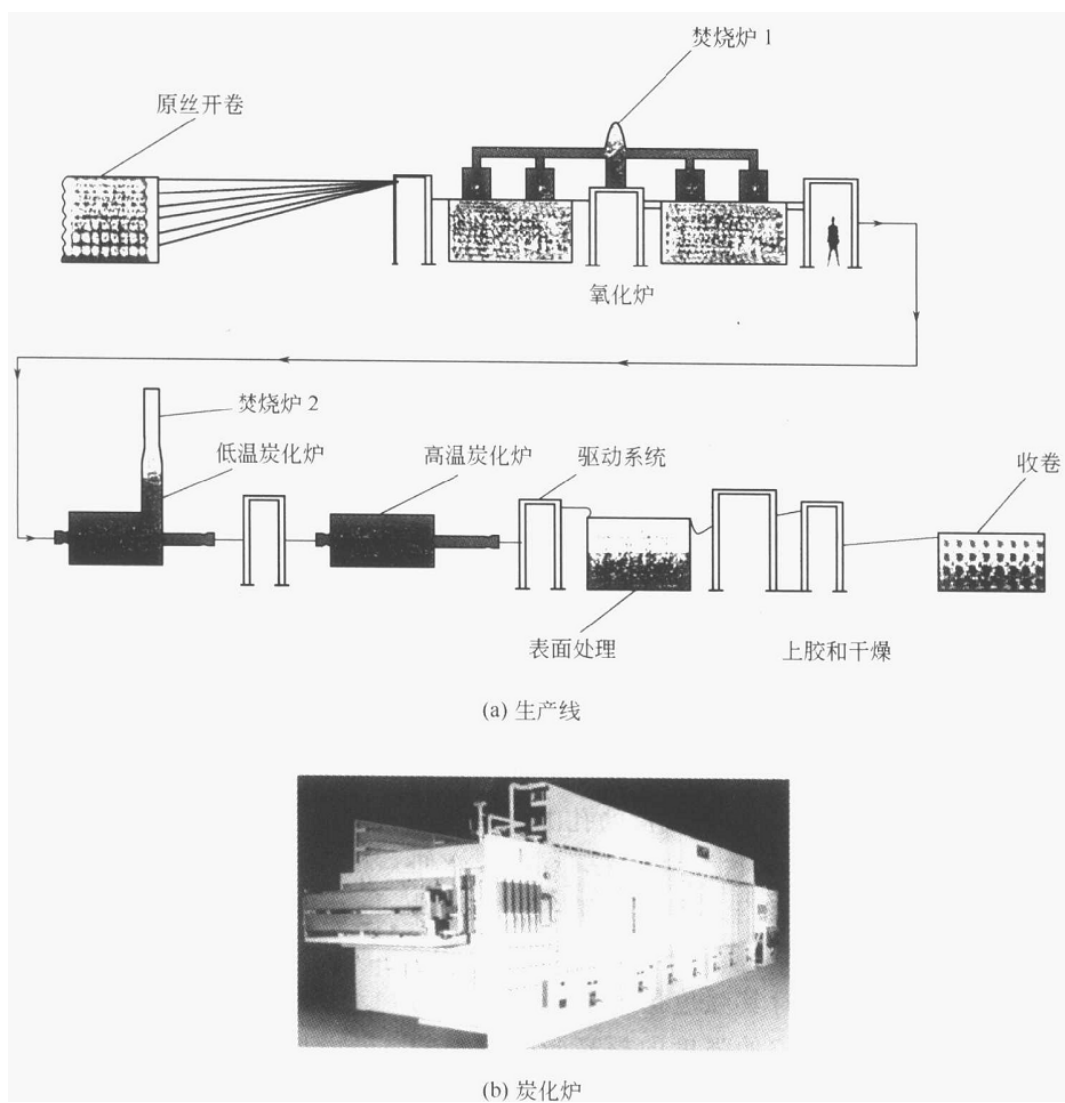 焚烧炉 1
原丝开卷
氧化炉
焚烧炉 2
低温炭化炉
高温炭化炉
驱动系统
收卷
表面处理
上胶和干燥
(a) 生产线
(b) 炭化炉